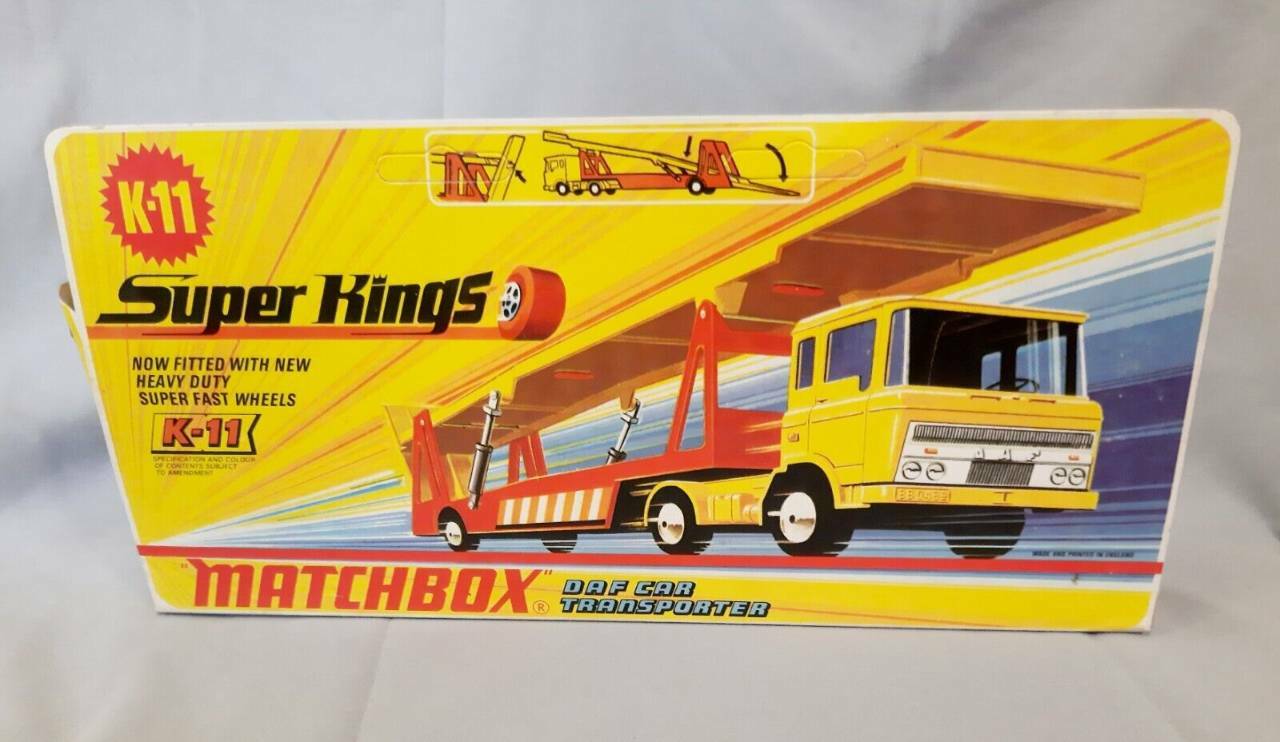 K-11
Super Kings
NOW FITTED WITH NEW
HEAVY DUTY
SUPER FAST WHEELS
K-11
SPECIFICATION AND COLOUR
OF CONTENTS SUBJECT
TO AMENDMENT
MADE AND PRINTED IN ENGLAND
"MATCHBOX"®
DAF CAR
TRANSPORTER